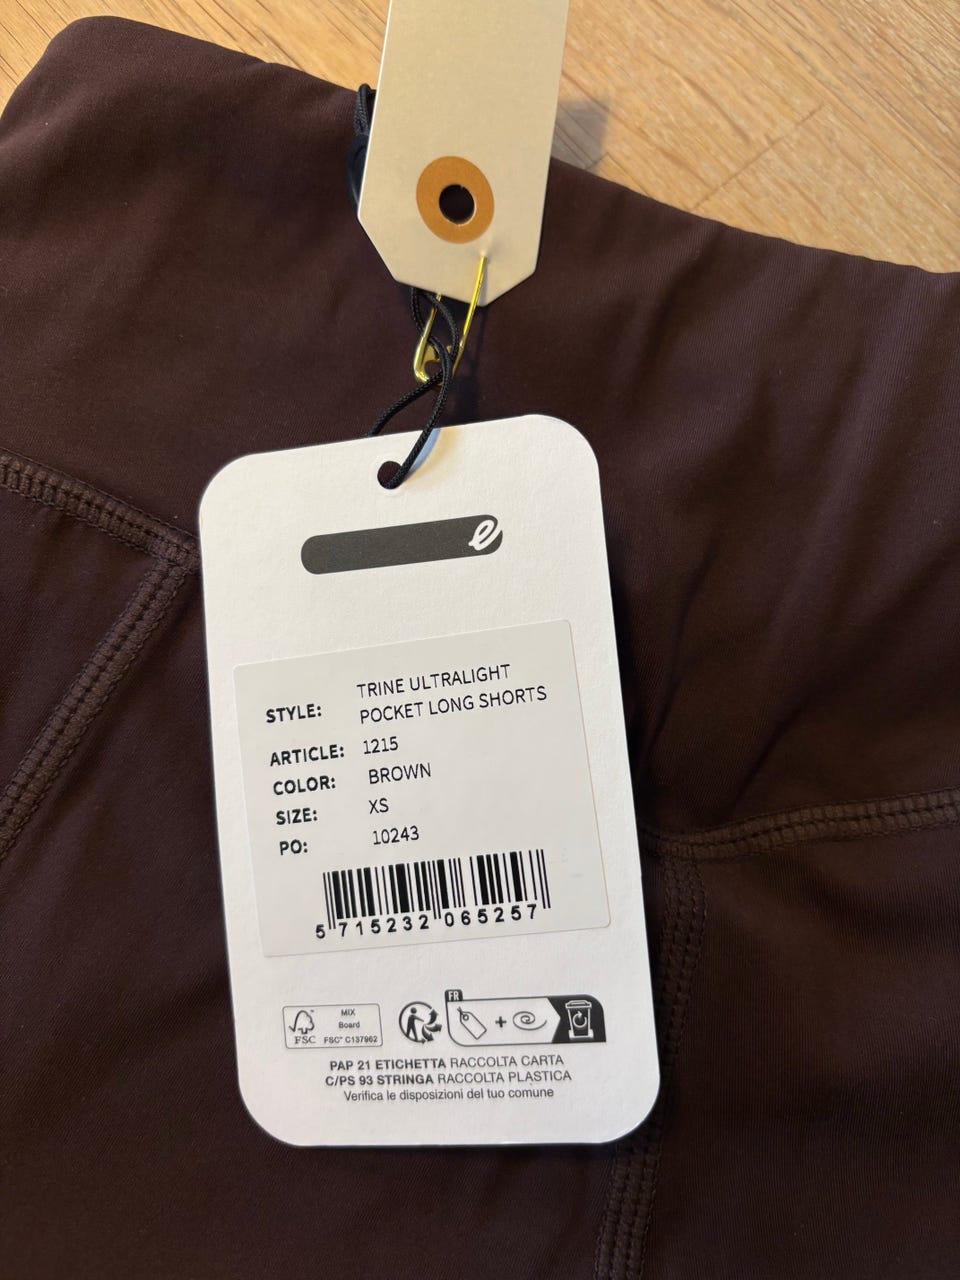 e
STYLE: TRINE ULTRALIGHT
POCKET LONG SHORTS
ARTICLE: 1215
COLOR: BROWN
SIZE: XS
PO: 10243
5 715232 065257
FR
FSC
MIX
Board
FSC® C137962
PAP 21 ETICHETTA RACCOLTA CARTA
C/PS 93 STRINGA RACCOLTA PLASTICA
Verifica le disposizioni del tuo comune